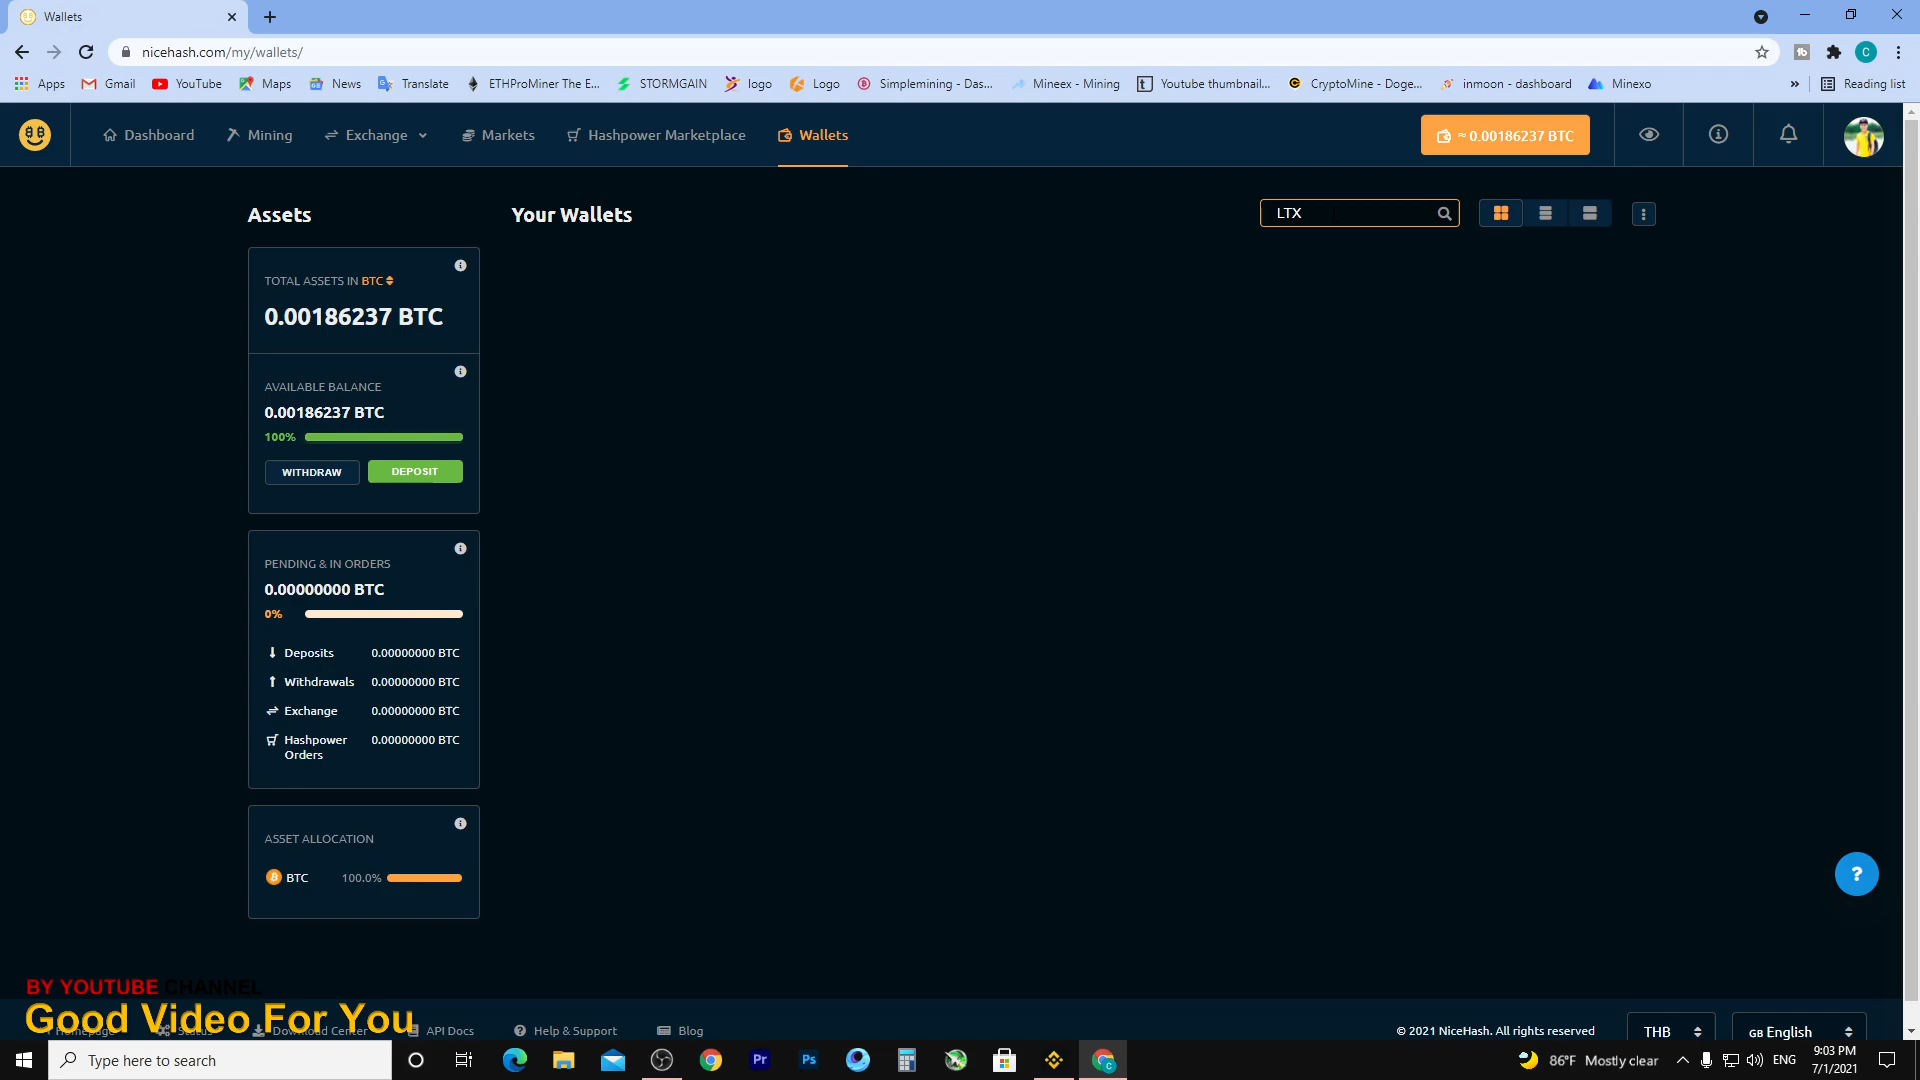 Wallets
nicehash.com/my/wallets/
Apps Gmail YouTube Maps News Translate ETHProMiner The E... STORMGAIN logo Logo Simplemining - Das... Mineex - Mining Youtube thumbnail... CryptoMine - Doge... inmoon - dashboard Minexo » Reading list
Dashboard Mining Exchange Markets Hashpower Marketplace Wallets ≈ 0.00186237 BTC
Assets
Your Wallets
LTX
TOTAL ASSETS IN BTC
0.00186237 BTC
AVAILABLE BALANCE
0.00186237 BTC
100%
WITHDRAW DEPOSIT
PENDING & IN ORDERS
0.00000000 BTC
0%
Deposits 0.00000000 BTC
Withdrawals 0.00000000 BTC
Exchange 0.00000000 BTC
Hashpower 0.00000000 BTC
Orders
ASSET ALLOCATION
BTC 100.0%
?
BY YOUTUBE CHANNEL
Good Video For You
Homepage Status Download Center API Docs Help & Support Blog
© 2021 NiceHash. All rights reserved THB GB English
Type here to search
Pr Ps
86°F Mostly clear ENG
9:03 PM
7/1/2021